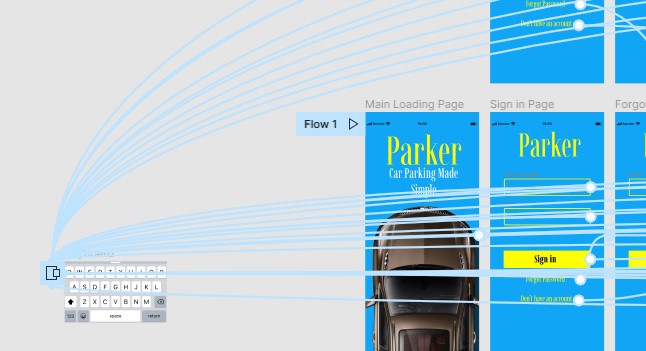 Forgot Password
Don't have an account
Main Loading Page
Sign in Page
Forgo
Flow 1
Parker
Car Parking Made
Simple
Parker
Sign in
Forgot Password
Don't have an account
A S D F G H J K L
Z X C V B N M
123
space
return